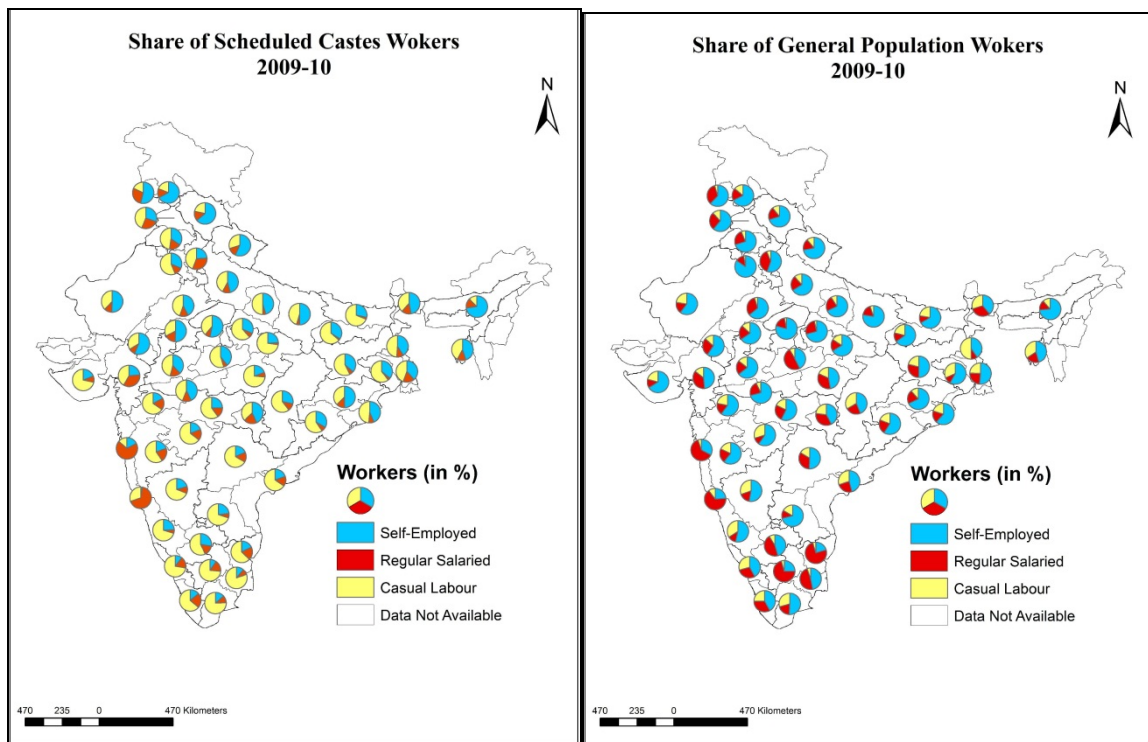 Share of Scheduled Castes Wokers
2009-10
N
Workers (in %)
Self-Employed
Regular Salaried
Casual Labour
Data Not Available
470 235 0 470 Kilometers
Share of General Population Wokers
2009-10
N
Workers (in %)
Self-Employed
Regular Salaried
Casual Labour
Data Not Available
470 235 0 470 Kilometers